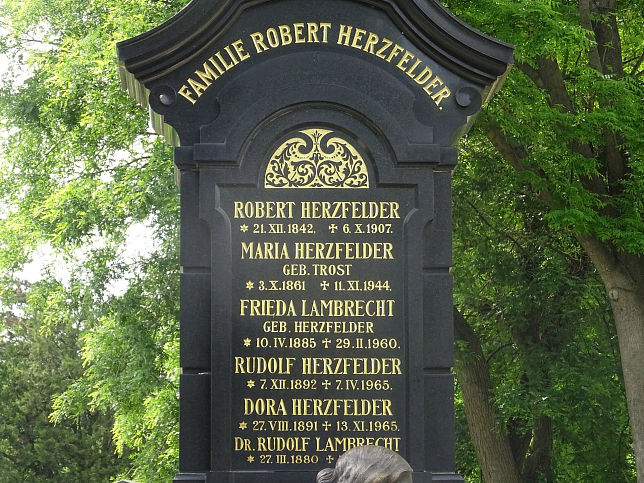 FAMILIE ROBERT HERZFELDER.
ROBERT HERZFELDER
* 21.XII.1842. ✝ 6.X.1907.
MARIA HERZFELDER
GEB. TROST
* 3.X.1861 ✝ 11.XI.1944.
FRIEDA LAMBRECHT
GEB. HERZFELDER
* 10.IV.1885 ✝ 29.II.1960.
RUDOLF HERZFELDER
* 7.XII.1892 ✝ 7.IV.1965.
DORA HERZFELDER
* 27.VIII.1891 ✝ 13.XI.1965.
DR. RUDOLF LAMBRECHT
* 27.III.1880 ✝